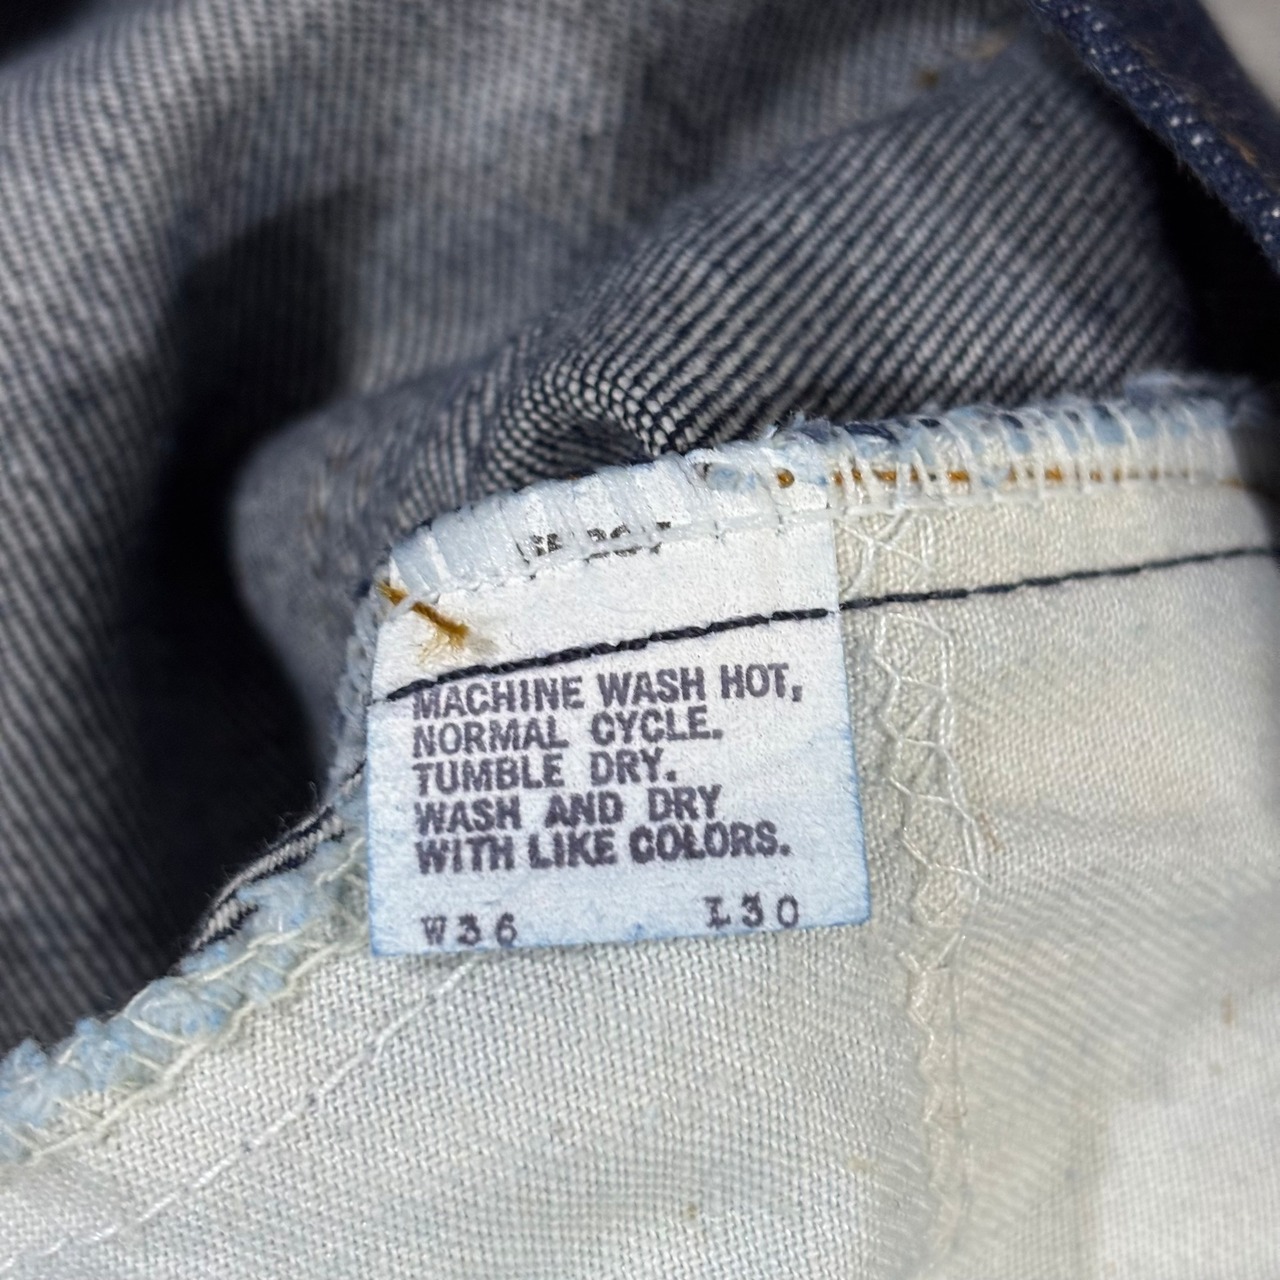 MACHINE WASH HOT,
NORMAL CYCLE.
TUMBLE DRY.
WASH AND DRY
WITH LIKE COLORS.
W36 L30